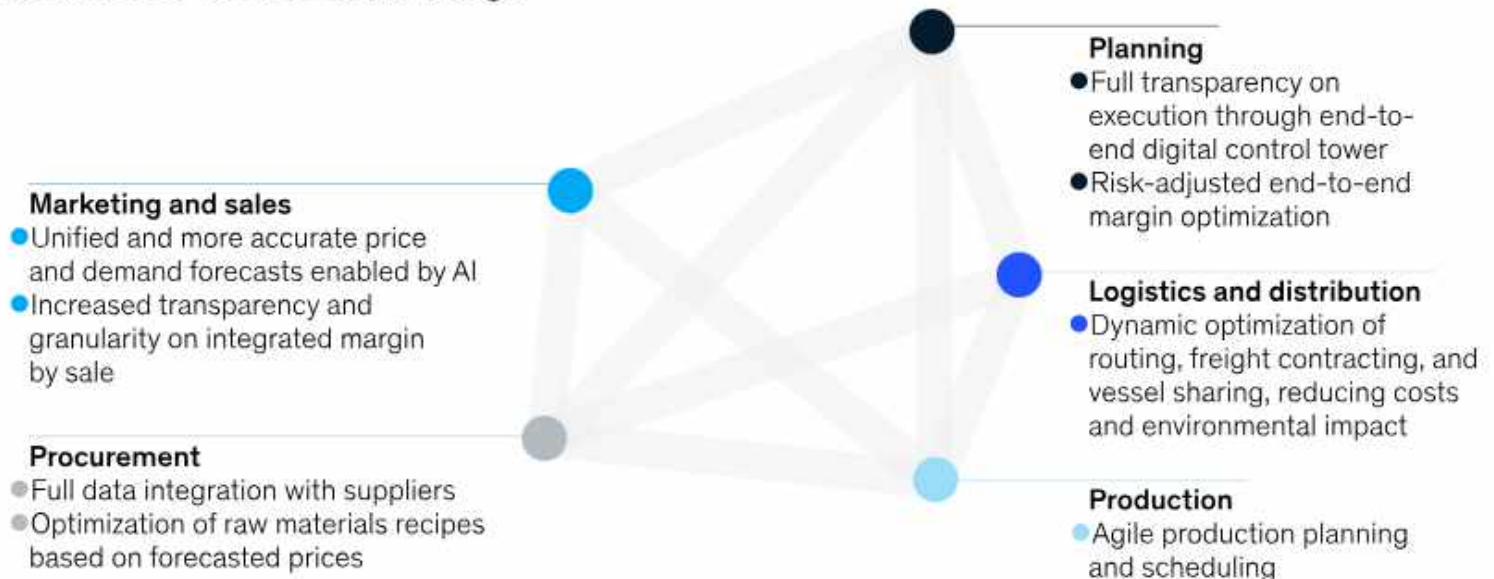 Planning
Full transparency on
execution through end-to-
end digital control tower
Risk-adjusted end-to-end
margin optimization
Marketing and sales
Unified and more accurate price
and demand forecasts enabled by AI
Increased transparency and
granularity on integrated margin
by sale
Logistics and distribution
Dynamic optimization of
routing, freight contracting, and
vessel sharing, reducing costs
and environmental impact
Procurement
Full data integration with suppliers
Optimization of raw materials recipes
based on forecasted prices
Production
Agile production planning
and scheduling